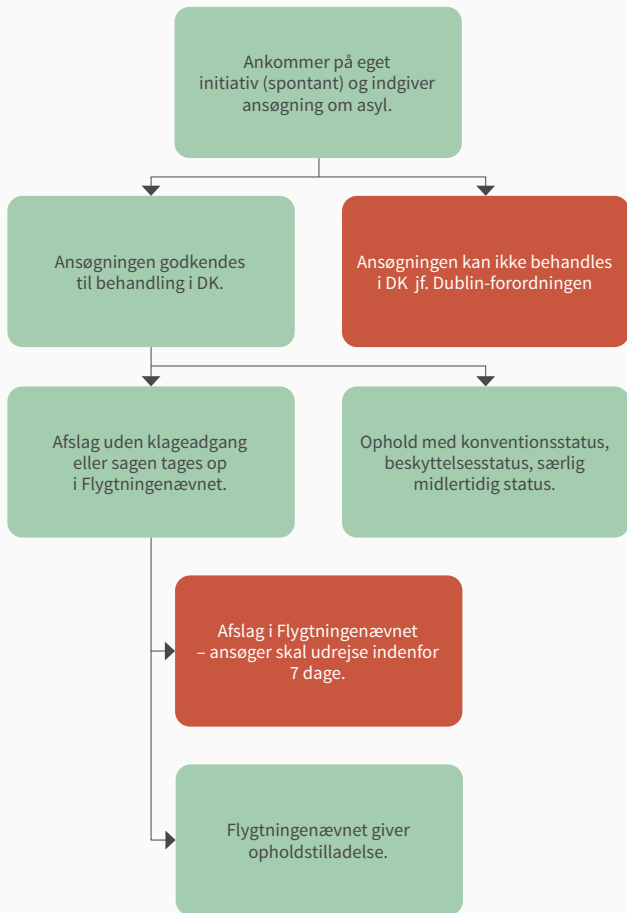 Ankommer på eget
initiativ (spontant) og indgiver
ansøgning om asyl.
Ansøgningen godkendes
til behandling i DK.
Ansøgningen kan ikke behandles
i DK jf. Dublin-forordningen
Afslag uden klageadgang
eller sagen tages op
i Flygtningenævnet.
Ophold med konventionsstatus,
beskyttelsesstatus, særlig
midlertidig status.
Afslag i Flygtningenævnet
– ansøger skal udrejse indenfor
7 dage.
Flygtningenævnet giver
opholdstilladelse.